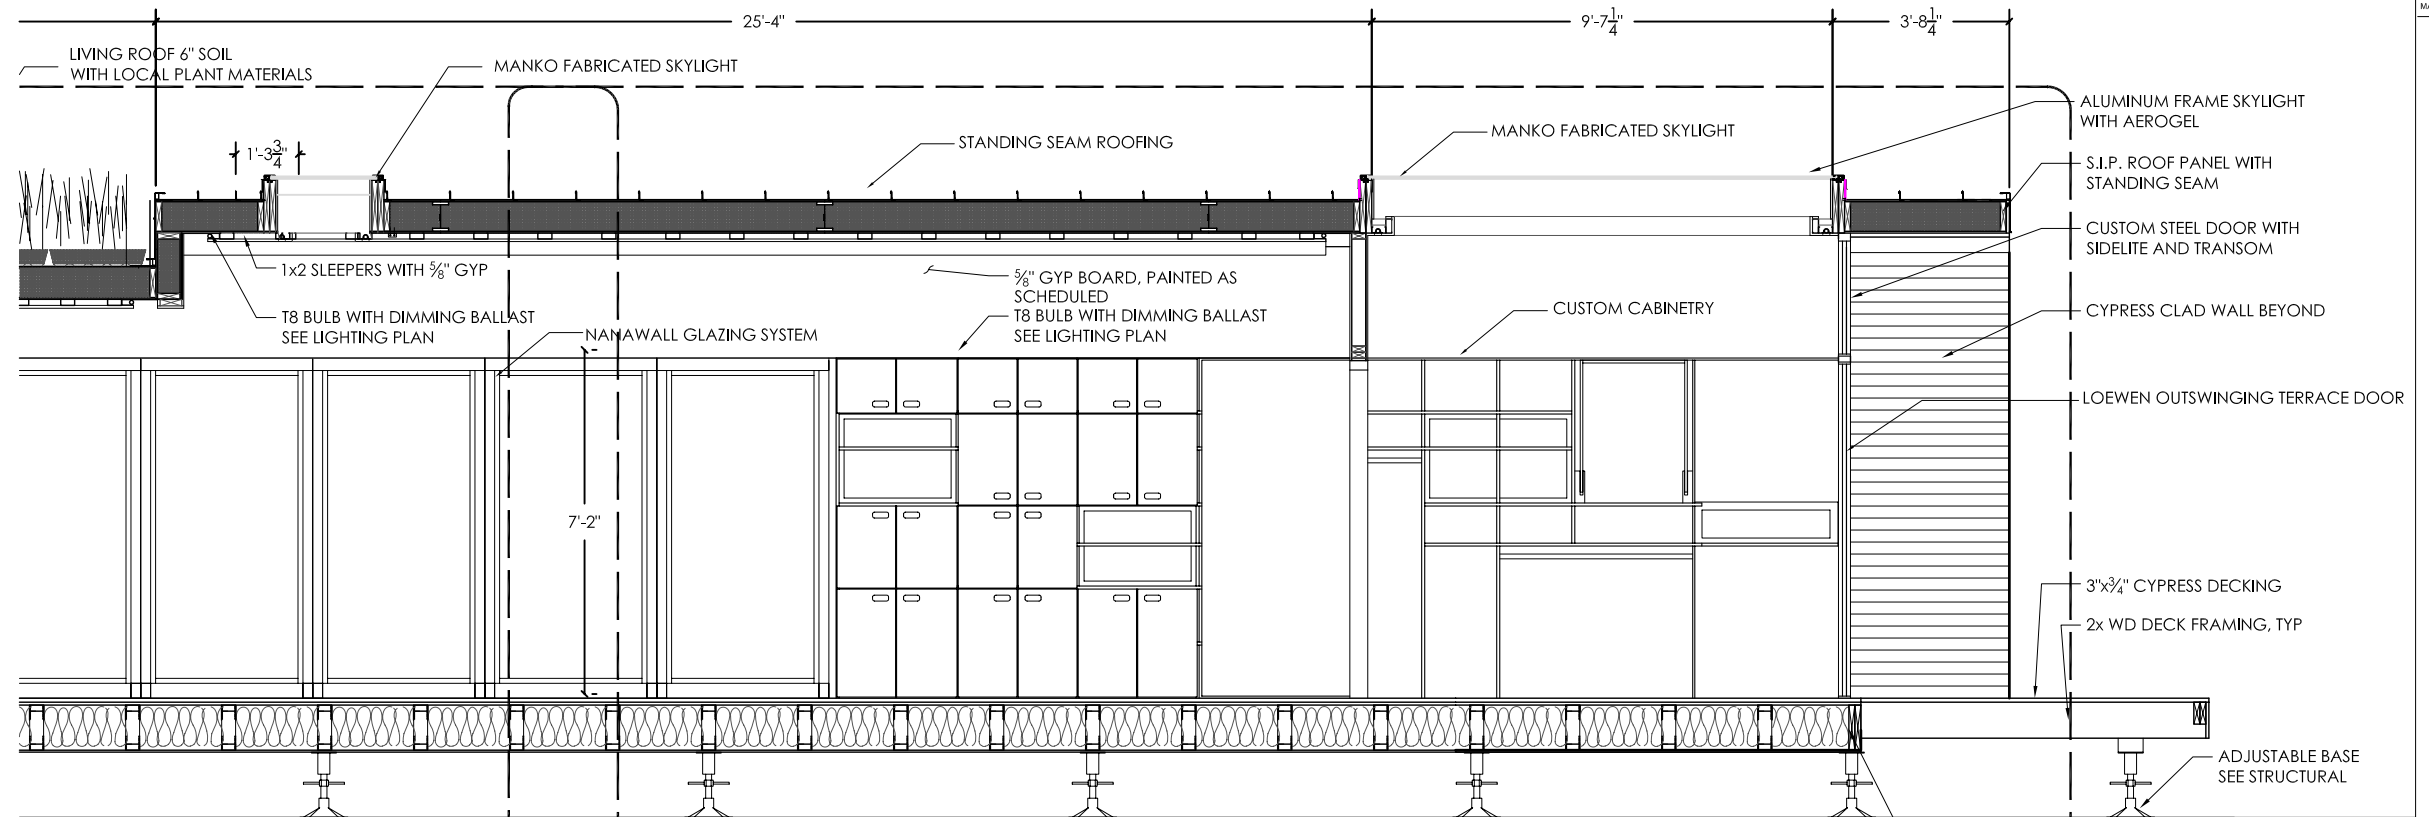 25'-4"
9'-7 1/4"
3'-8 1/4"
MA
LIVING ROOF 6" SOIL
WITH LOCAL PLANT MATERIALS
MANKO FABRICATED SKYLIGHT
1'-3 3/4"
STANDING SEAM ROOFING
MANKO FABRICATED SKYLIGHT
ALUMINUM FRAME SKYLIGHT
WITH AEROGEL
S.I.P. ROOF PANEL WITH
STANDING SEAM
CUSTOM STEEL DOOR WITH
SIDELITE AND TRANSOM
1x2 SLEEPERS WITH 5/8" GYP
5/8" GYP BOARD, PAINTED AS
SCHEDULED
T8 BULB WITH DIMMING BALLAST
SEE LIGHTING PLAN
T8 BULB WITH DIMMING BALLAST
SEE LIGHTING PLAN
NANAWALL GLAZING SYSTEM
CUSTOM CABINETRY
CYPRESS CLAD WALL BEYOND
LOEWEN OUTSWINGING TERRACE DOOR
7'-2"
3"x3/4" CYPRESS DECKING
2x WD DECK FRAMING, TYP
ADJUSTABLE BASE
SEE STRUCTURAL